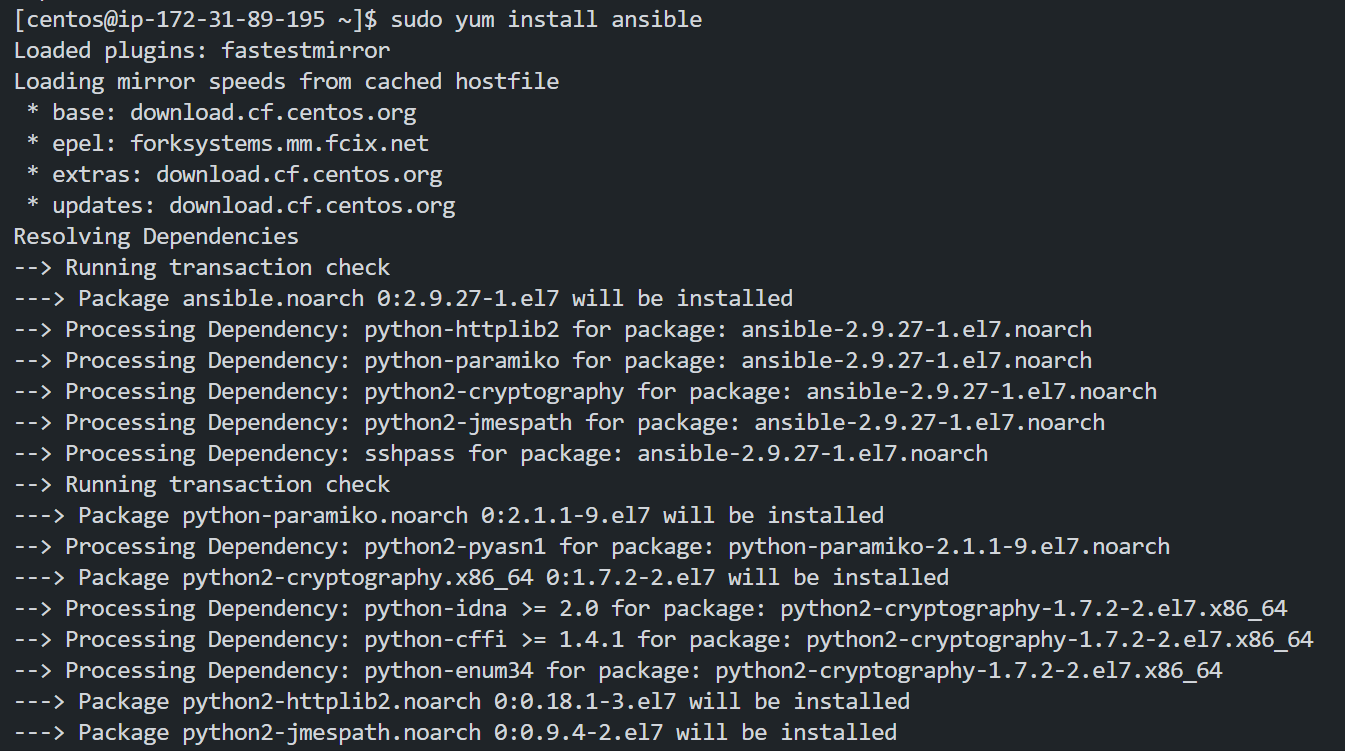 [centos@ip-172-31-89-195 ~]$ sudo yum install ansible
Loaded plugins: fastestmirror
Loading mirror speeds from cached hostfile
 * base: download.cf.centos.org
 * epel: forksystems.mm.fcix.net
 * extras: download.cf.centos.org
 * updates: download.cf.centos.org
Resolving Dependencies
--> Running transaction check
---> Package ansible.noarch 0:2.9.27-1.el7 will be installed
--> Processing Dependency: python-httplib2 for package: ansible-2.9.27-1.el7.noarch
--> Processing Dependency: python-paramiko for package: ansible-2.9.27-1.el7.noarch
--> Processing Dependency: python2-cryptography for package: ansible-2.9.27-1.el7.noarch
--> Processing Dependency: python2-jmespath for package: ansible-2.9.27-1.el7.noarch
--> Processing Dependency: sshpass for package: ansible-2.9.27-1.el7.noarch
--> Running transaction check
---> Package python-paramiko.noarch 0:2.1.1-9.el7 will be installed
--> Processing Dependency: python2-pyasn1 for package: python-paramiko-2.1.1-9.el7.noarch
---> Package python2-cryptography.x86_64 0:1.7.2-2.el7 will be installed
--> Processing Dependency: python-idna >= 2.0 for package: python2-cryptography-1.7.2-2.el7.x86_64
--> Processing Dependency: python-cffi >= 1.4.1 for package: python2-cryptography-1.7.2-2.el7.x86_64
--> Processing Dependency: python-enum34 for package: python2-cryptography-1.7.2-2.el7.x86_64
---> Package python2-httplib2.noarch 0:0.18.1-3.el7 will be installed
---> Package python2-jmespath.noarch 0:0.9.4-2.el7 will be installed